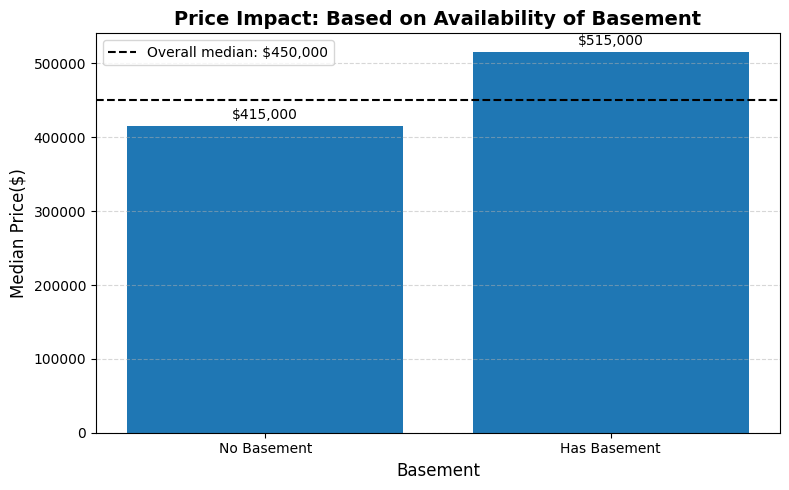 Price Impact: Based on Availability of Basement
Overall median: $450,000
$515,000
$415,000
500000
400000
300000
200000
100000
0
Median Price($)
No Basement
Has Basement
Basement